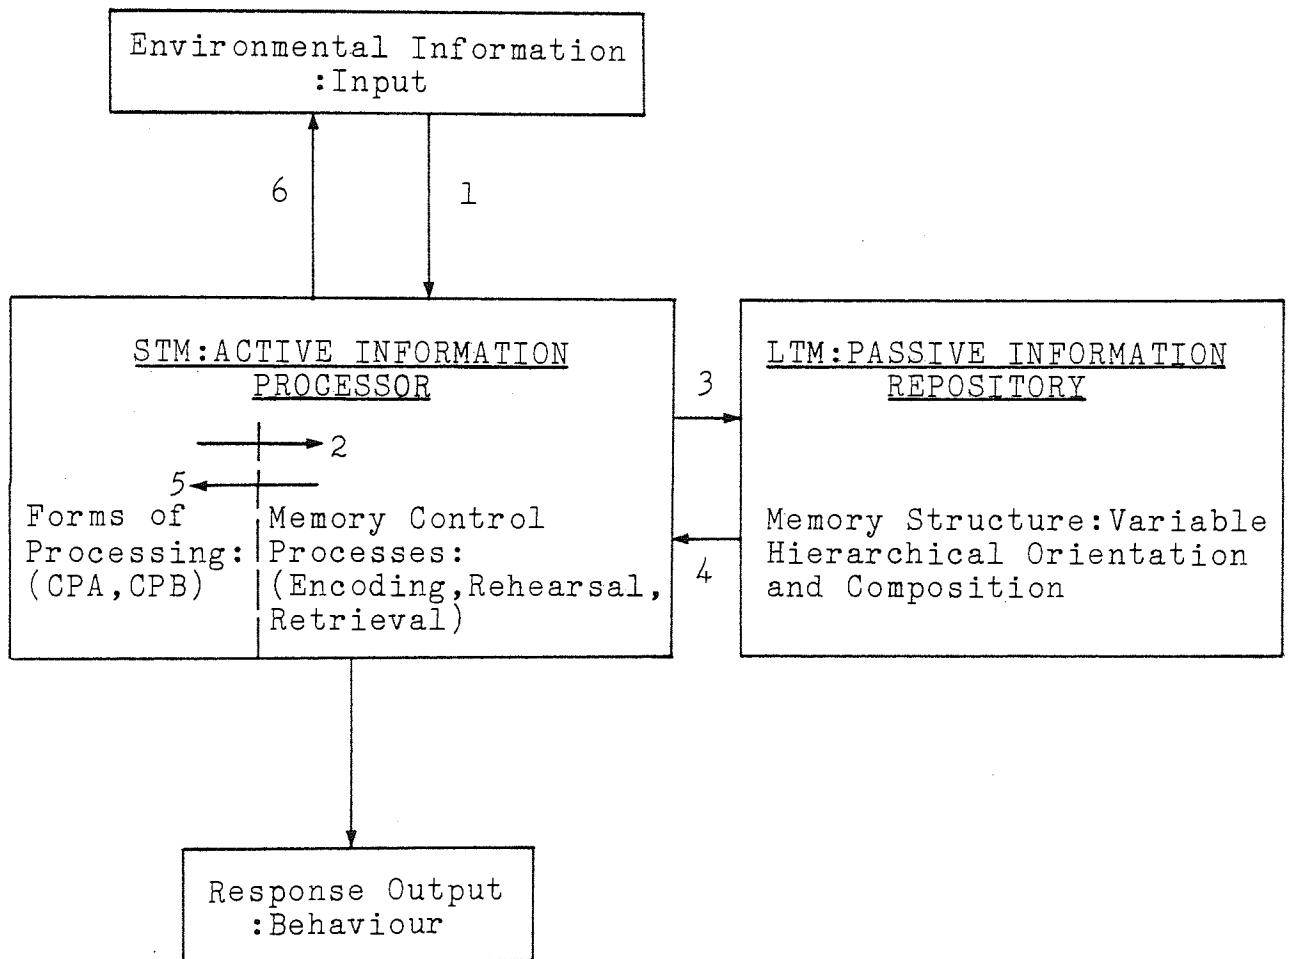 Environmental Information
:Input
6
1
STM:ACTIVE INFORMATION
PROCESSOR
2
5
Forms of
Processing:
(CPA,CPB)
Memory Control
Processes:
(Encoding,Rehearsal,
Retrieval)
3
4
LTM:PASSIVE INFORMATION
REPOSITORY
Memory Structure:Variable
Hierarchical Orientation
and Composition
Response Output
:Behaviour